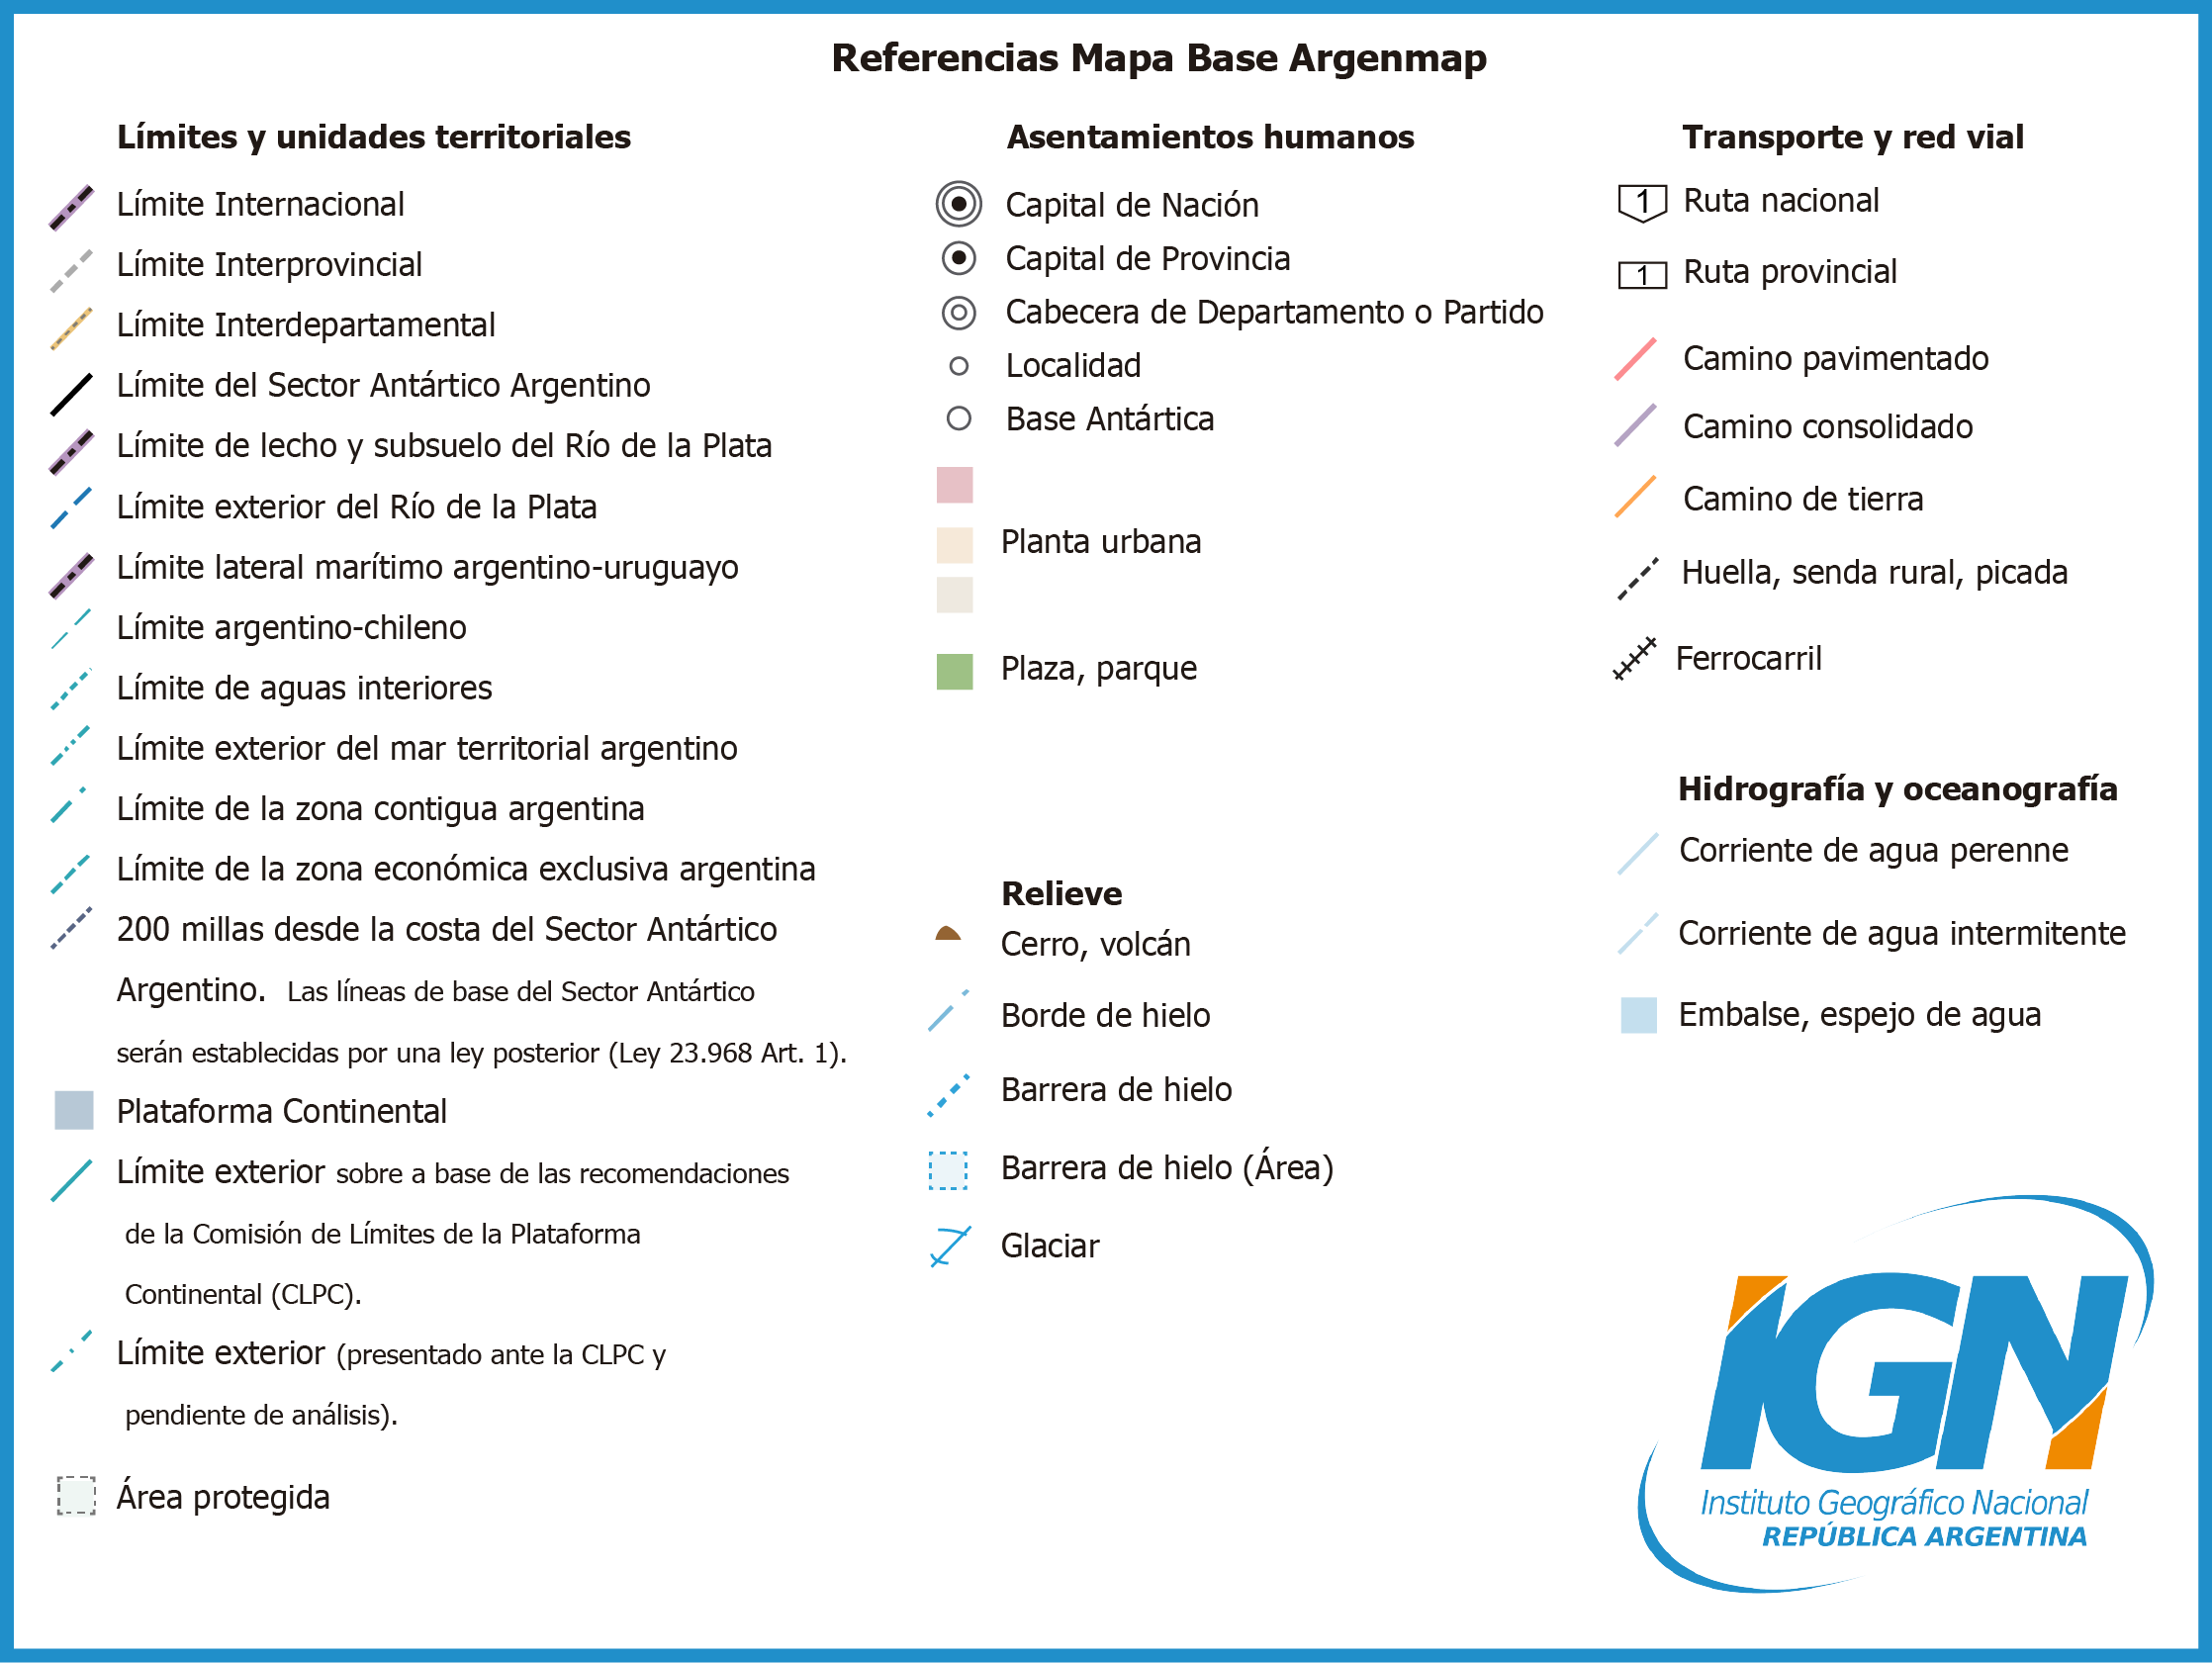 Referencias Mapa Base Argenmap
Límites y unidades territoriales
Límite Internacional
Límite Interprovincial
Límite Interdepartamental
Límite del Sector Antártico Argentino
Límite de lecho y subsuelo del Río de la Plata
Límite exterior del Río de la Plata
Límite lateral marítimo argentino-uruguayo
Límite argentino-chileno
Límite de aguas interiores
Límite exterior del mar territorial argentino
Límite de la zona contigua argentina
Límite de la zona económica exclusiva argentina
200 millas desde la costa del Sector Antártico
Argentino. Las líneas de base del Sector Antártico
serán establecidas por una ley posterior (Ley 23.968 Art. 1).
Plataforma Continental
Límite exterior sobre a base de las recomendaciones
de la Comisión de Límites de la Plataforma
Continental (CLPC).
Límite exterior (presentado ante la CLPC y
pendiente de análisis).
Área protegida
Asentamientos humanos
Capital de Nación
Capital de Provincia
Cabecera de Departamento o Partido
Localidad
Base Antártica
Planta urbana
Plaza, parque
Relieve
Cerro, volcán
Borde de hielo
Barrera de hielo
Barrera de hielo (Área)
Glaciar
Transporte y red vial
1 Ruta nacional
1 Ruta provincial
Camino pavimentado
Camino consolidado
Camino de tierra
Huella, senda rural, picada
Ferrocarril
Hidrografía y oceanografía
Corriente de agua perenne
Corriente de agua intermitente
Embalse, espejo de agua
IGN
Instituto Geográfico Nacional
REPÚBLICA ARGENTINA